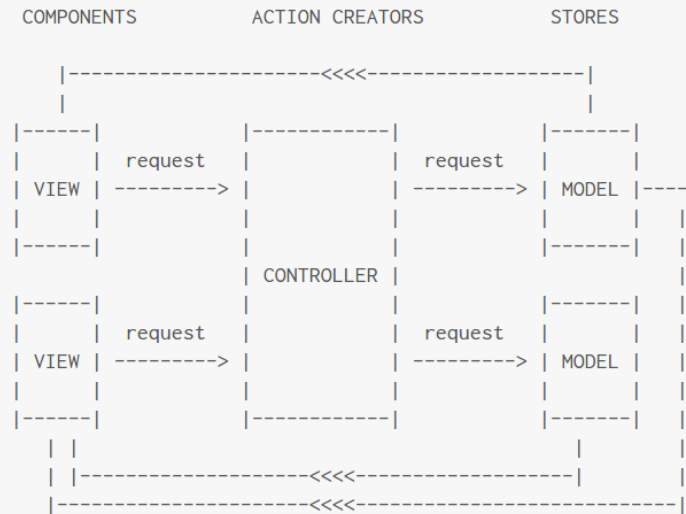 COMPONENTS ACTION CREATORS STORES
request request
VIEW MODEL
CONTROLLER
request request
VIEW MODEL